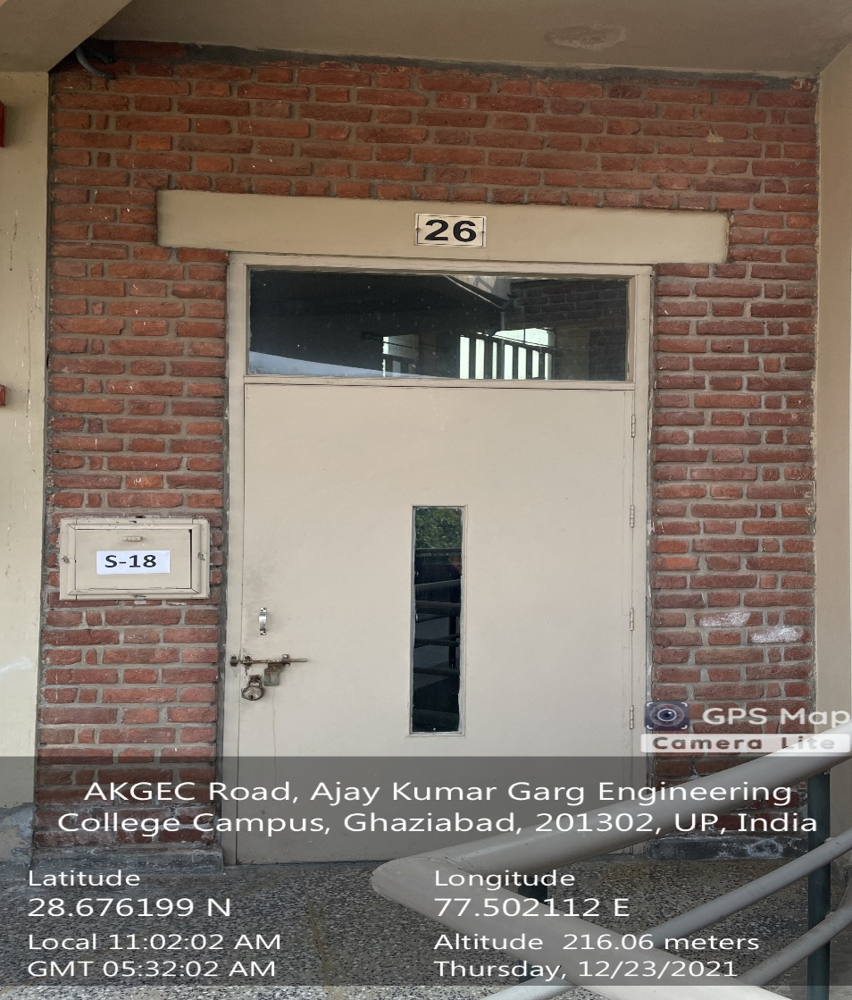 26
S-18
GPS Map
Camera Lite
AKGEC Road, Ajay Kumar Garg Engineering
College Campus, Ghaziabad, 201302, UP, India
Latitude
28.676199 N
Longitude
77.502112 E
Local 11:02:02 AM
GMT 05:32:02 AM
Altitude 216.06 meters
Thursday, 12/23/2021